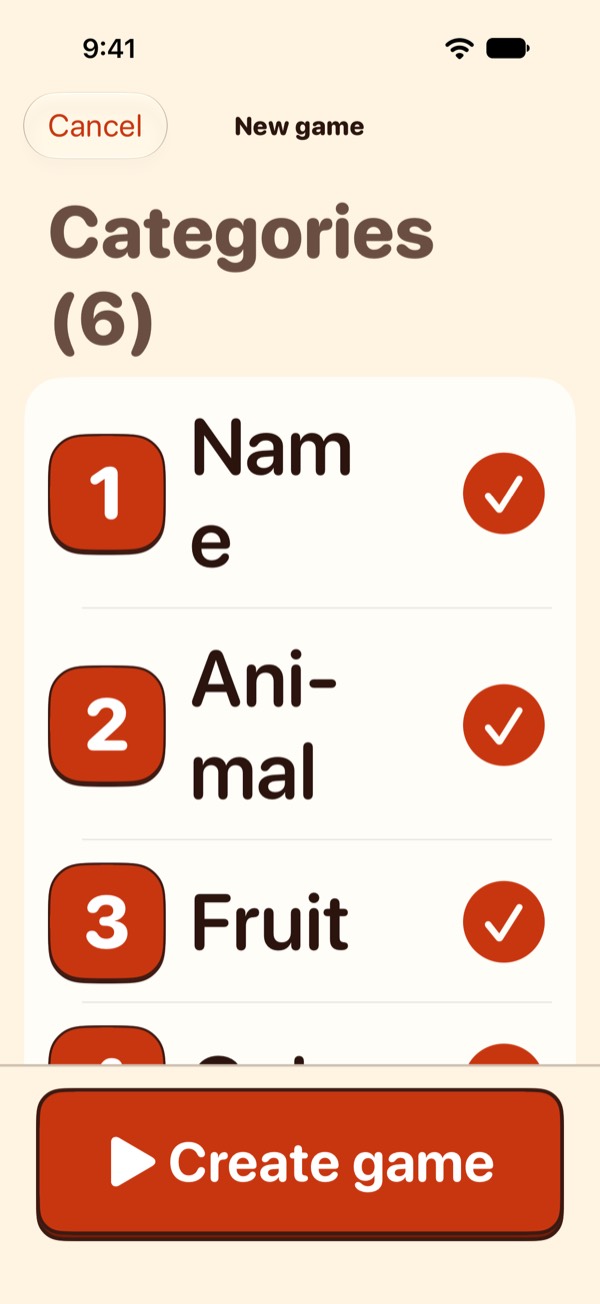 9:41
Cancel
New game
Categories
(6)
1
Nam
e
2
Ani-
mal
3
Fruit
Create game